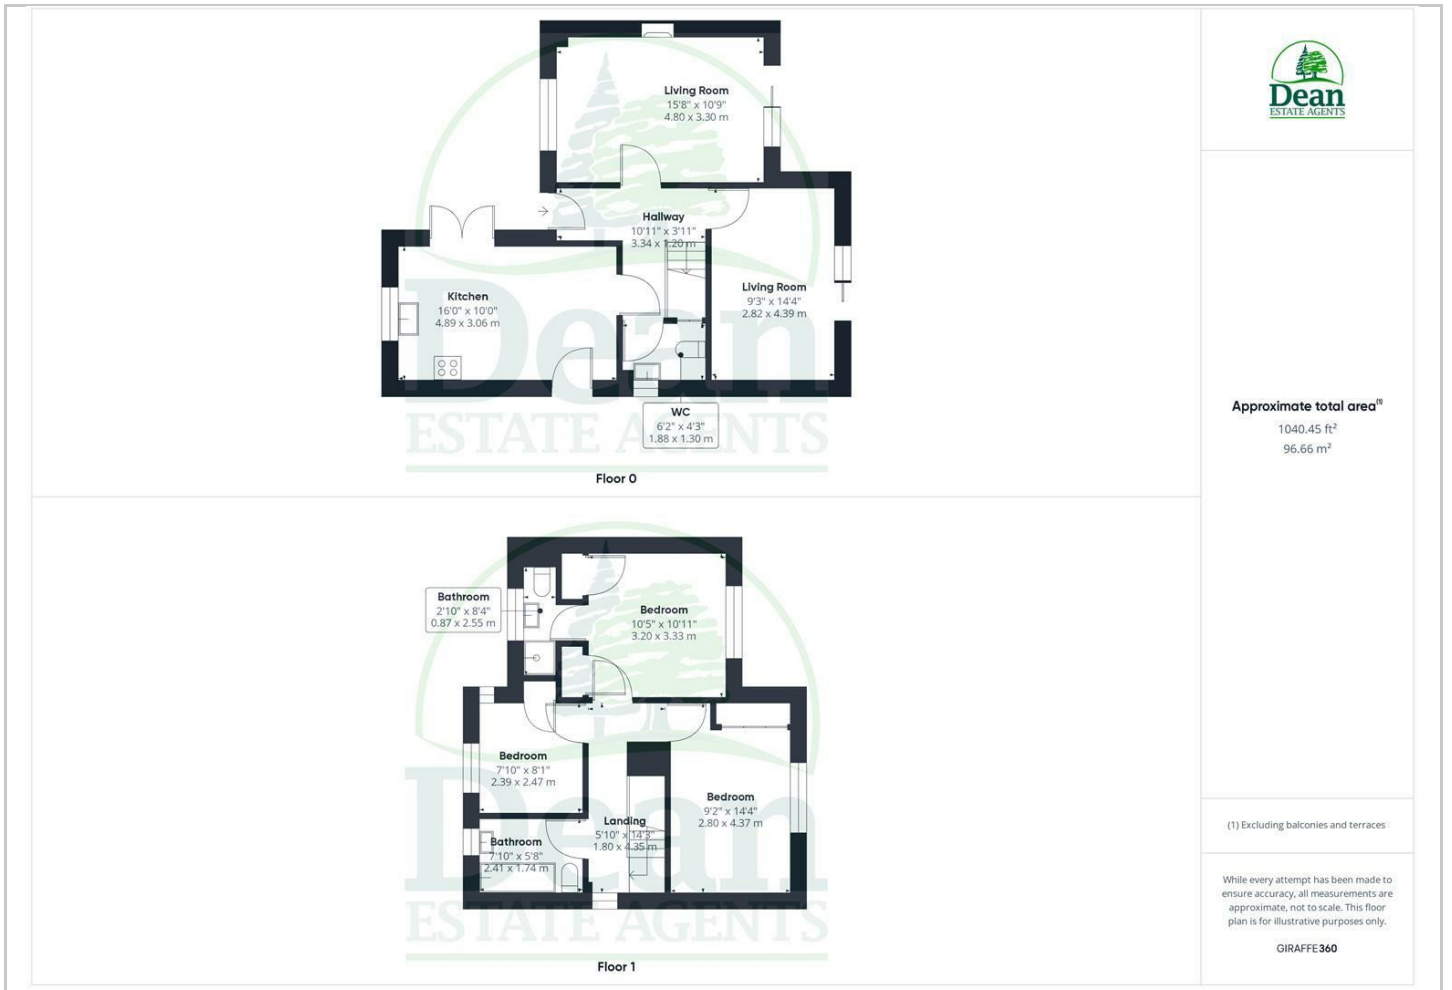 Living Room
15'8" x 10'9"
4.80 x 3.30 m
Hallway
10'11" x 3'11"
3.34 x 1.20 m
Kitchen
16'0" x 10'0"
4.89 x 3.06 m
Living Room
9'3" x 14'4"
2.82 x 4.39 m
WC
6'2" x 4'3"
1.88 x 1.30 m
Dean
ESTATE AGENTS
Floor 0
Bathroom
2'10" x 8'4"
0.87 x 2.55 m
Bedroom
10'5" x 10'11"
3.20 x 3.33 m
Bedroom
7'10" x 8'1"
2.39 x 2.47 m
Bedroom
9'2" x 14'4"
2.80 x 4.37 m
Landing
5'10" x 14'3"
1.80 x 4.35 m
Bathroom
7'10" x 5'8"
2.41 x 1.74 m
Dean
ESTATE AGENTS
Floor 1
Dean
ESTATE AGENTS
Approximate total area(1)
1040.45 ft²
96.66 m²
(1) Excluding balconies and terraces
While every attempt has been made to
ensure accuracy, all measurements are
approximate, not to scale. This floor
plan is for illustrative purposes only.
GIRAFFE360